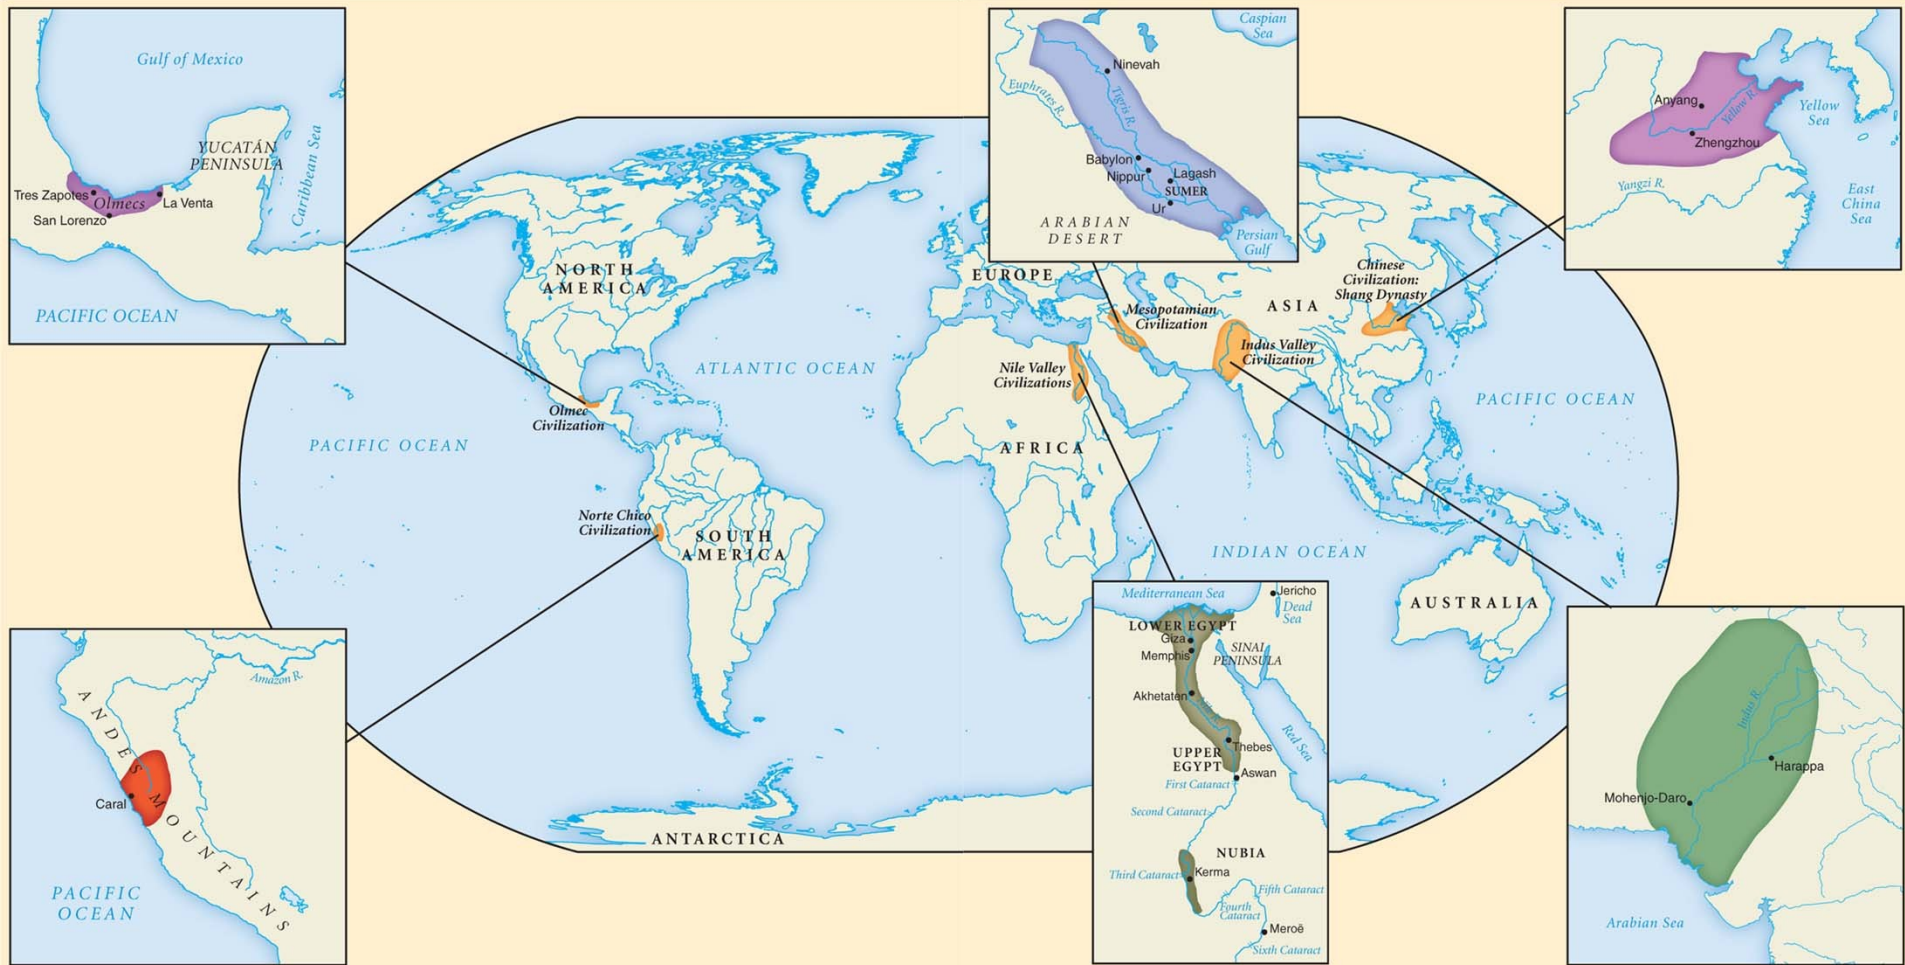 Gulf of Mexico
YUCATÁN
PENINSULA
Caribbean Sea
Tres Zapotes
Olmecs
La Venta
San Lorenzo
PACIFIC OCEAN
Caspian
Sea
Ninevah
Euphrates R.
Tigris R.
Babylon
Nippur
Lagash
SUMER
Ur
ARABIAN
DESERT
Persian
Gulf
Anyang
Yellow R.
Yellow
Sea
Zhengzhou
Yangzi R.
East
China
Sea
NORTH
AMERICA
EUROPE
ASIA
Chinese
Civilization:
Shang Dynasty
Mesopotamian
Civilization
Indus Valley
Civilization
Nile Valley
Civilizations
ATLANTIC OCEAN
PACIFIC OCEAN
Olmec
Civilization
PACIFIC OCEAN
AFRICA
Norte Chico
Civilization
SOUTH
AMERICA
INDIAN OCEAN
AUSTRALIA
ANTARCTICA
Amazon R.
ANDES MOUNTAINS
Caral
PACIFIC
OCEAN
Mediterranean Sea
Jericho
Dead
Sea
LOWER EGYPT
Giza
Memphis
SINAI
PENINSULA
Akhetaten
Red Sea
Thebes
UPPER
EGYPT
Aswan
First Cataract
Second Cataract
NUBIA
Third Cataract
Kerma
Fifth Cataract
Fourth
Cataract
Meroë
Sixth Cataract
Indus R.
Harappa
Mohenjo-Daro
Arabian Sea